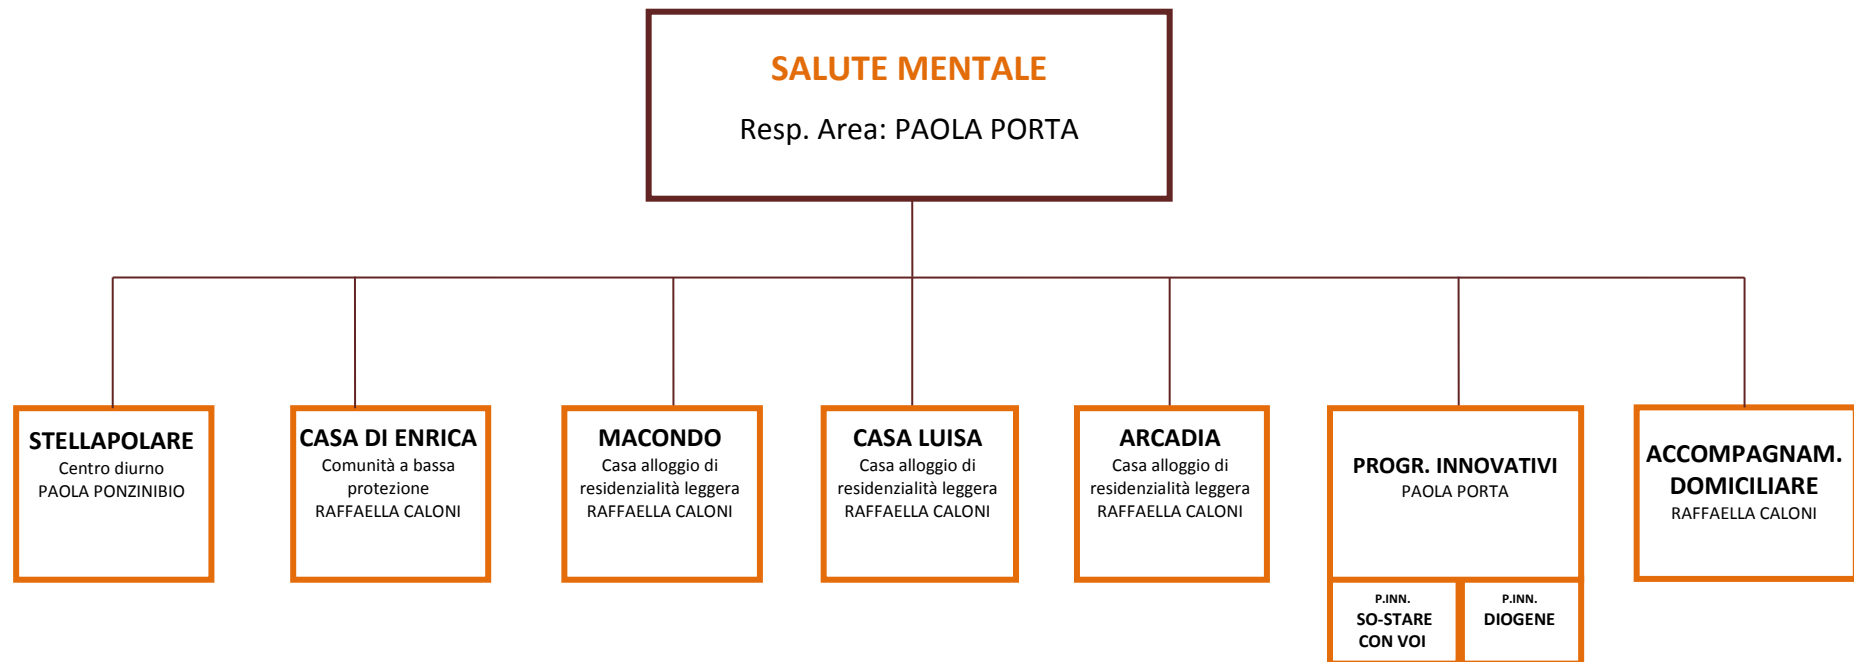 SALUTE MENTALE
Resp. Area: PAOLA PORTA
STELLAPOLARE
Centro diurno
PAOLA PONZINIBIO
CASA DI ENRICA
Comunità a bassa
protezione
RAFFAELLA CALONI
MACONDO
Casa alloggio di
residenzialità leggera
RAFFAELLA CALONI
CASA LUISA
Casa alloggio di
residenzialità leggera
RAFFAELLA CALONI
ARCADIA
Casa alloggio di
residenzialità leggera
RAFFAELLA CALONI
PROGR. INNOVATIVI
PAOLA PORTA
P.INN.
SO-STARE
CON VOI
P.INN.
DIOGENE
ACCOMPAGNAM.
DOMICILIARE
RAFFAELLA CALONI